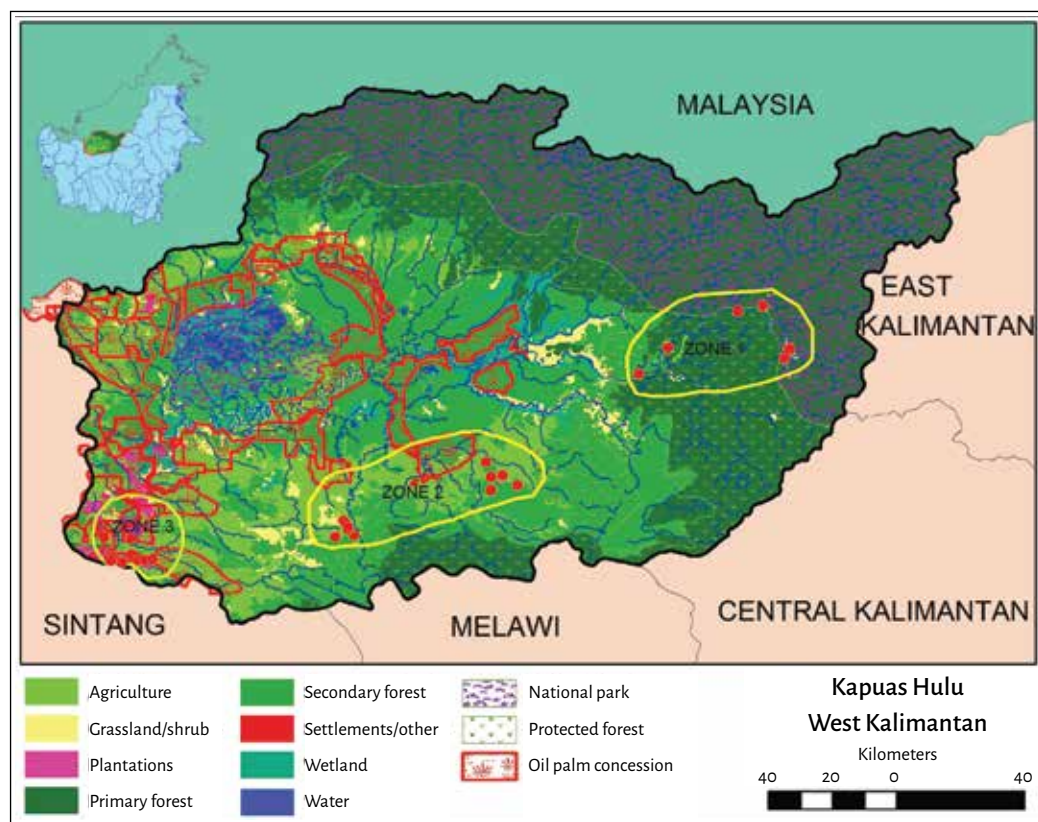 MALAYSIA
EAST
KALIMANTAN
ZONE 1
ZONE 2
ZONE 3
SINTANG
MELAWI
CENTRAL KALIMANTAN
Agriculture
Grassland/shrub
Plantations
Primary forest
Secondary forest
Settlements/other
Wetland
Water
National park
Protected forest
Oil palm concession
Kapuas Hulu
West Kalimantan
Kilometers
40 20 0 40